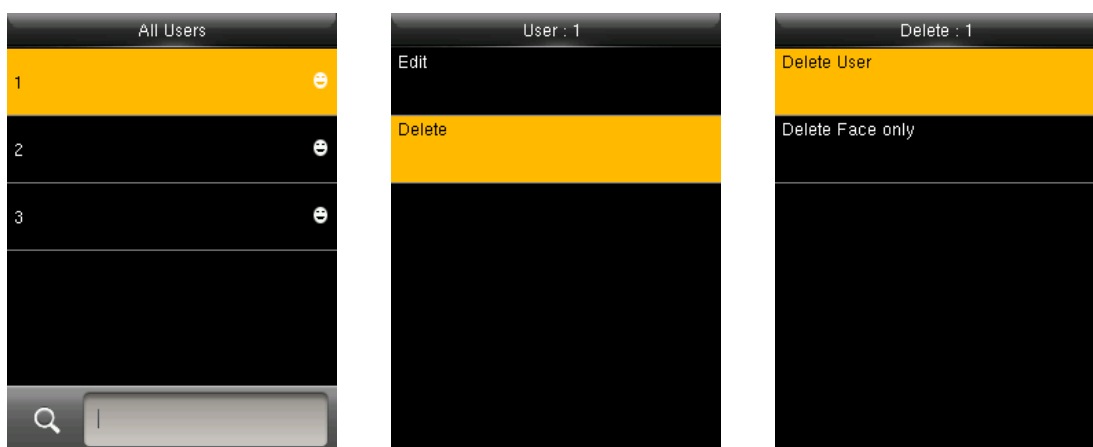 All Users
1
2
3
User : 1
Edit
Delete
Delete : 1
Delete User
Delete Face only